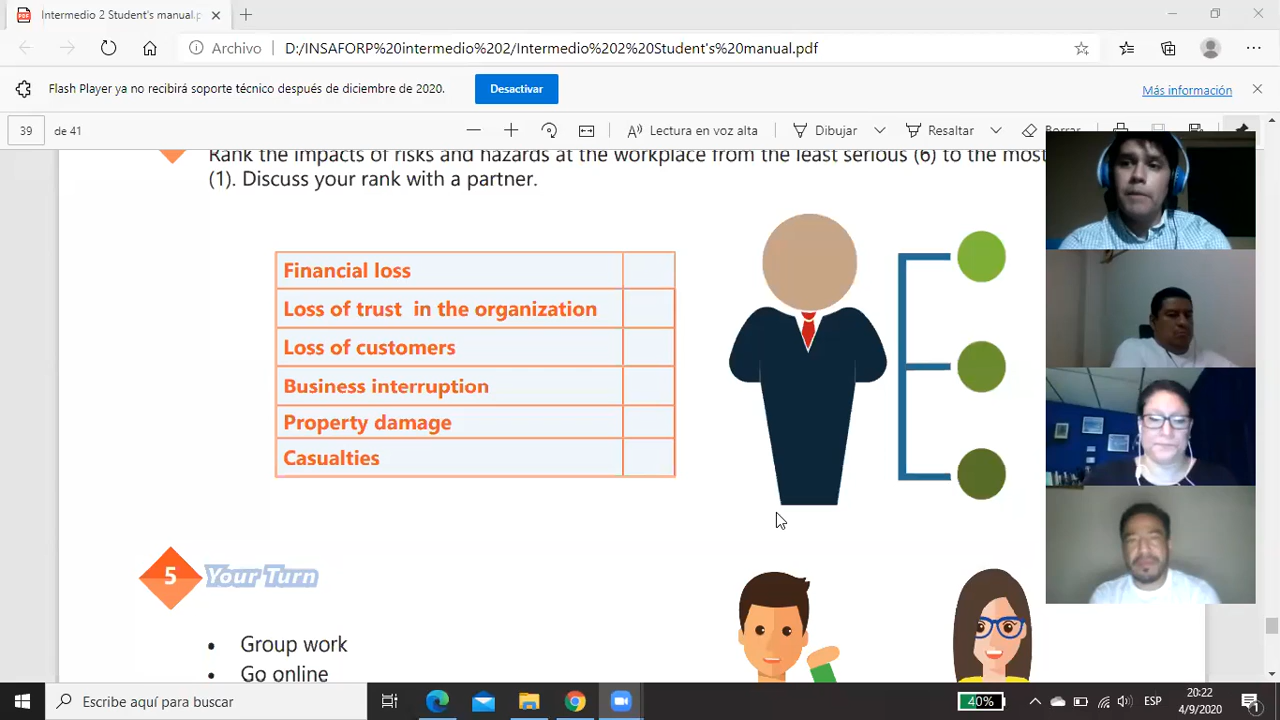 Intermedio 2 Student's manual.p
Archivo D:/INSAFORP%20intermedio%202/Intermedio%202%20Student's%20manual.pdf
Flash Player ya no recibirá soporte técnico después de diciembre de 2020. Desactivar Más información
39 de 41 Lectura en voz alta Dibujar Resaltar Borrar
Rank the impacts of risks and hazards at the workplace from the least serious (6) to the most
(1). Discuss your rank with a partner.
Financial loss
Loss of trust in the organization
Loss of customers
Business interruption
Property damage
Casualties
5 Your Turn
• Group work
• Go online
Escribe aquí para buscar 40% ESP 20:22
4/9/2020